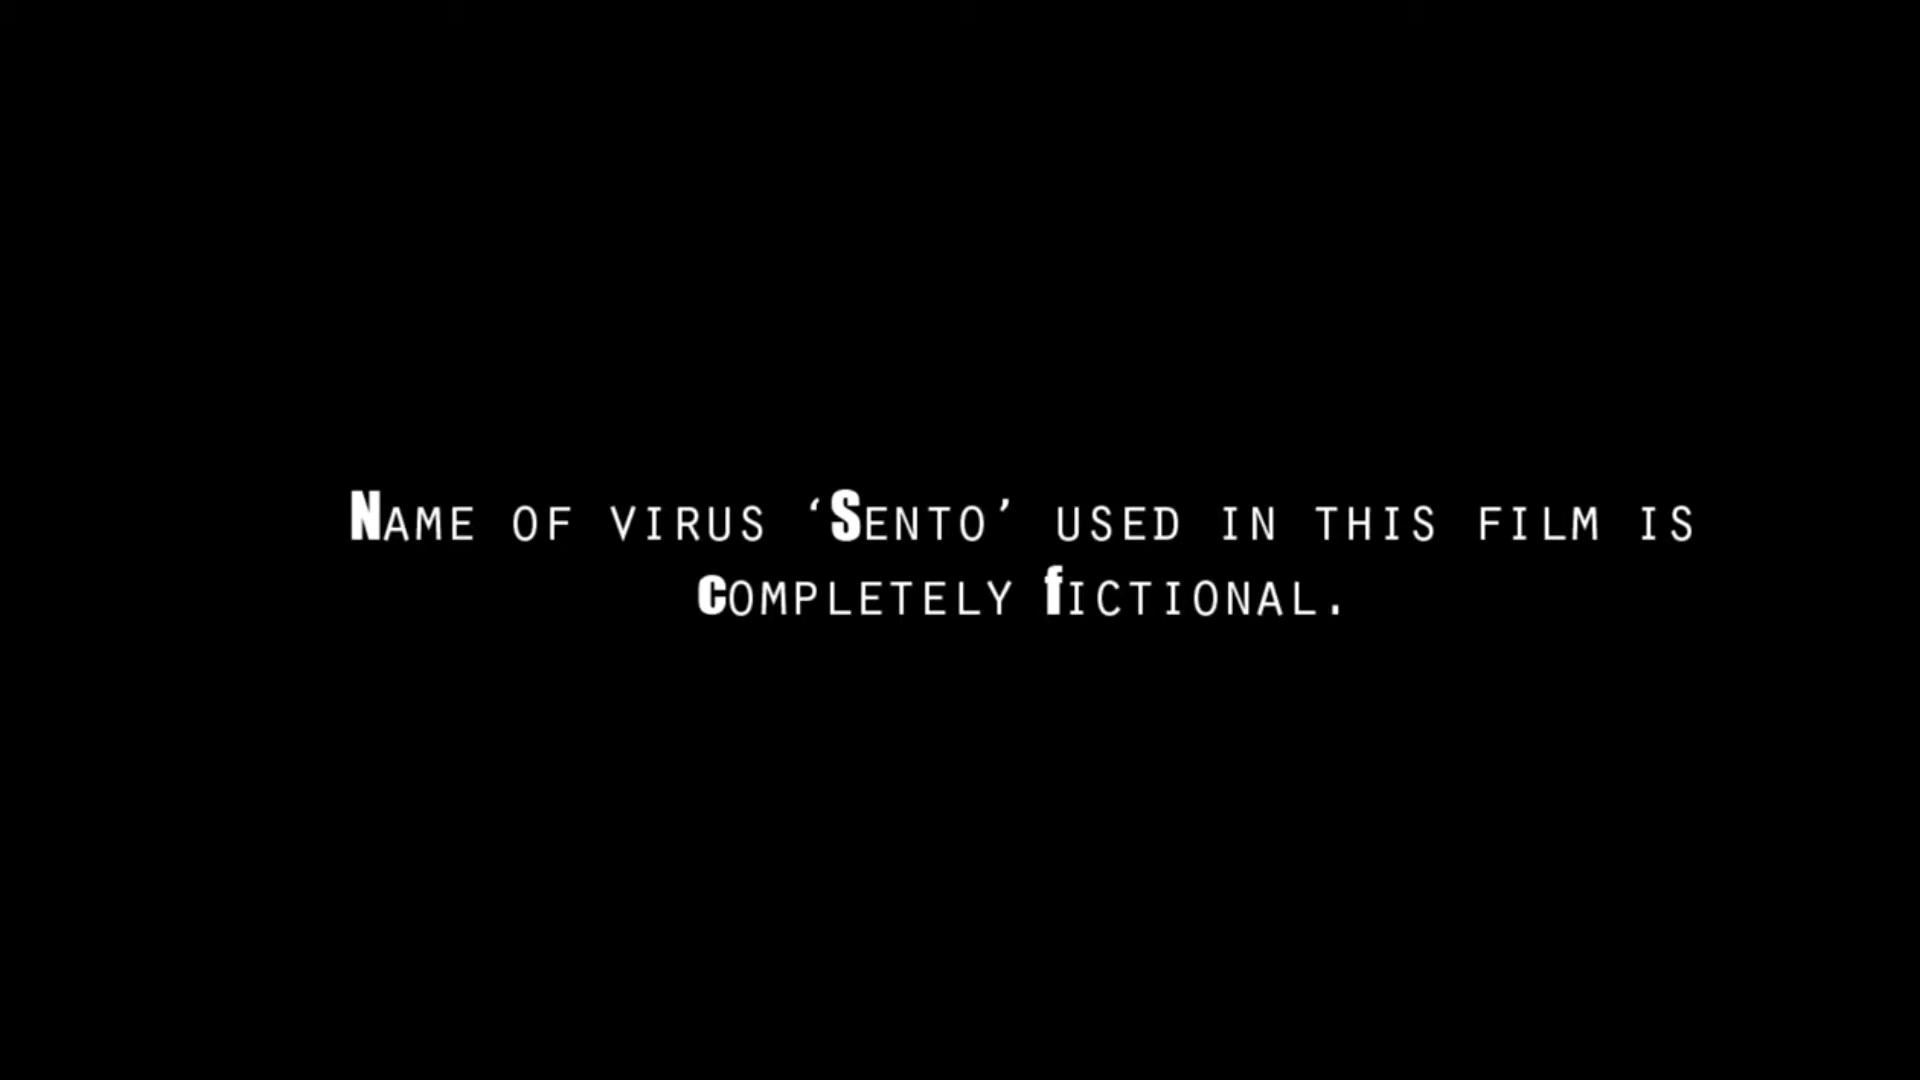 Name of virus ‘Sento’ used in this film is
completely fictional.